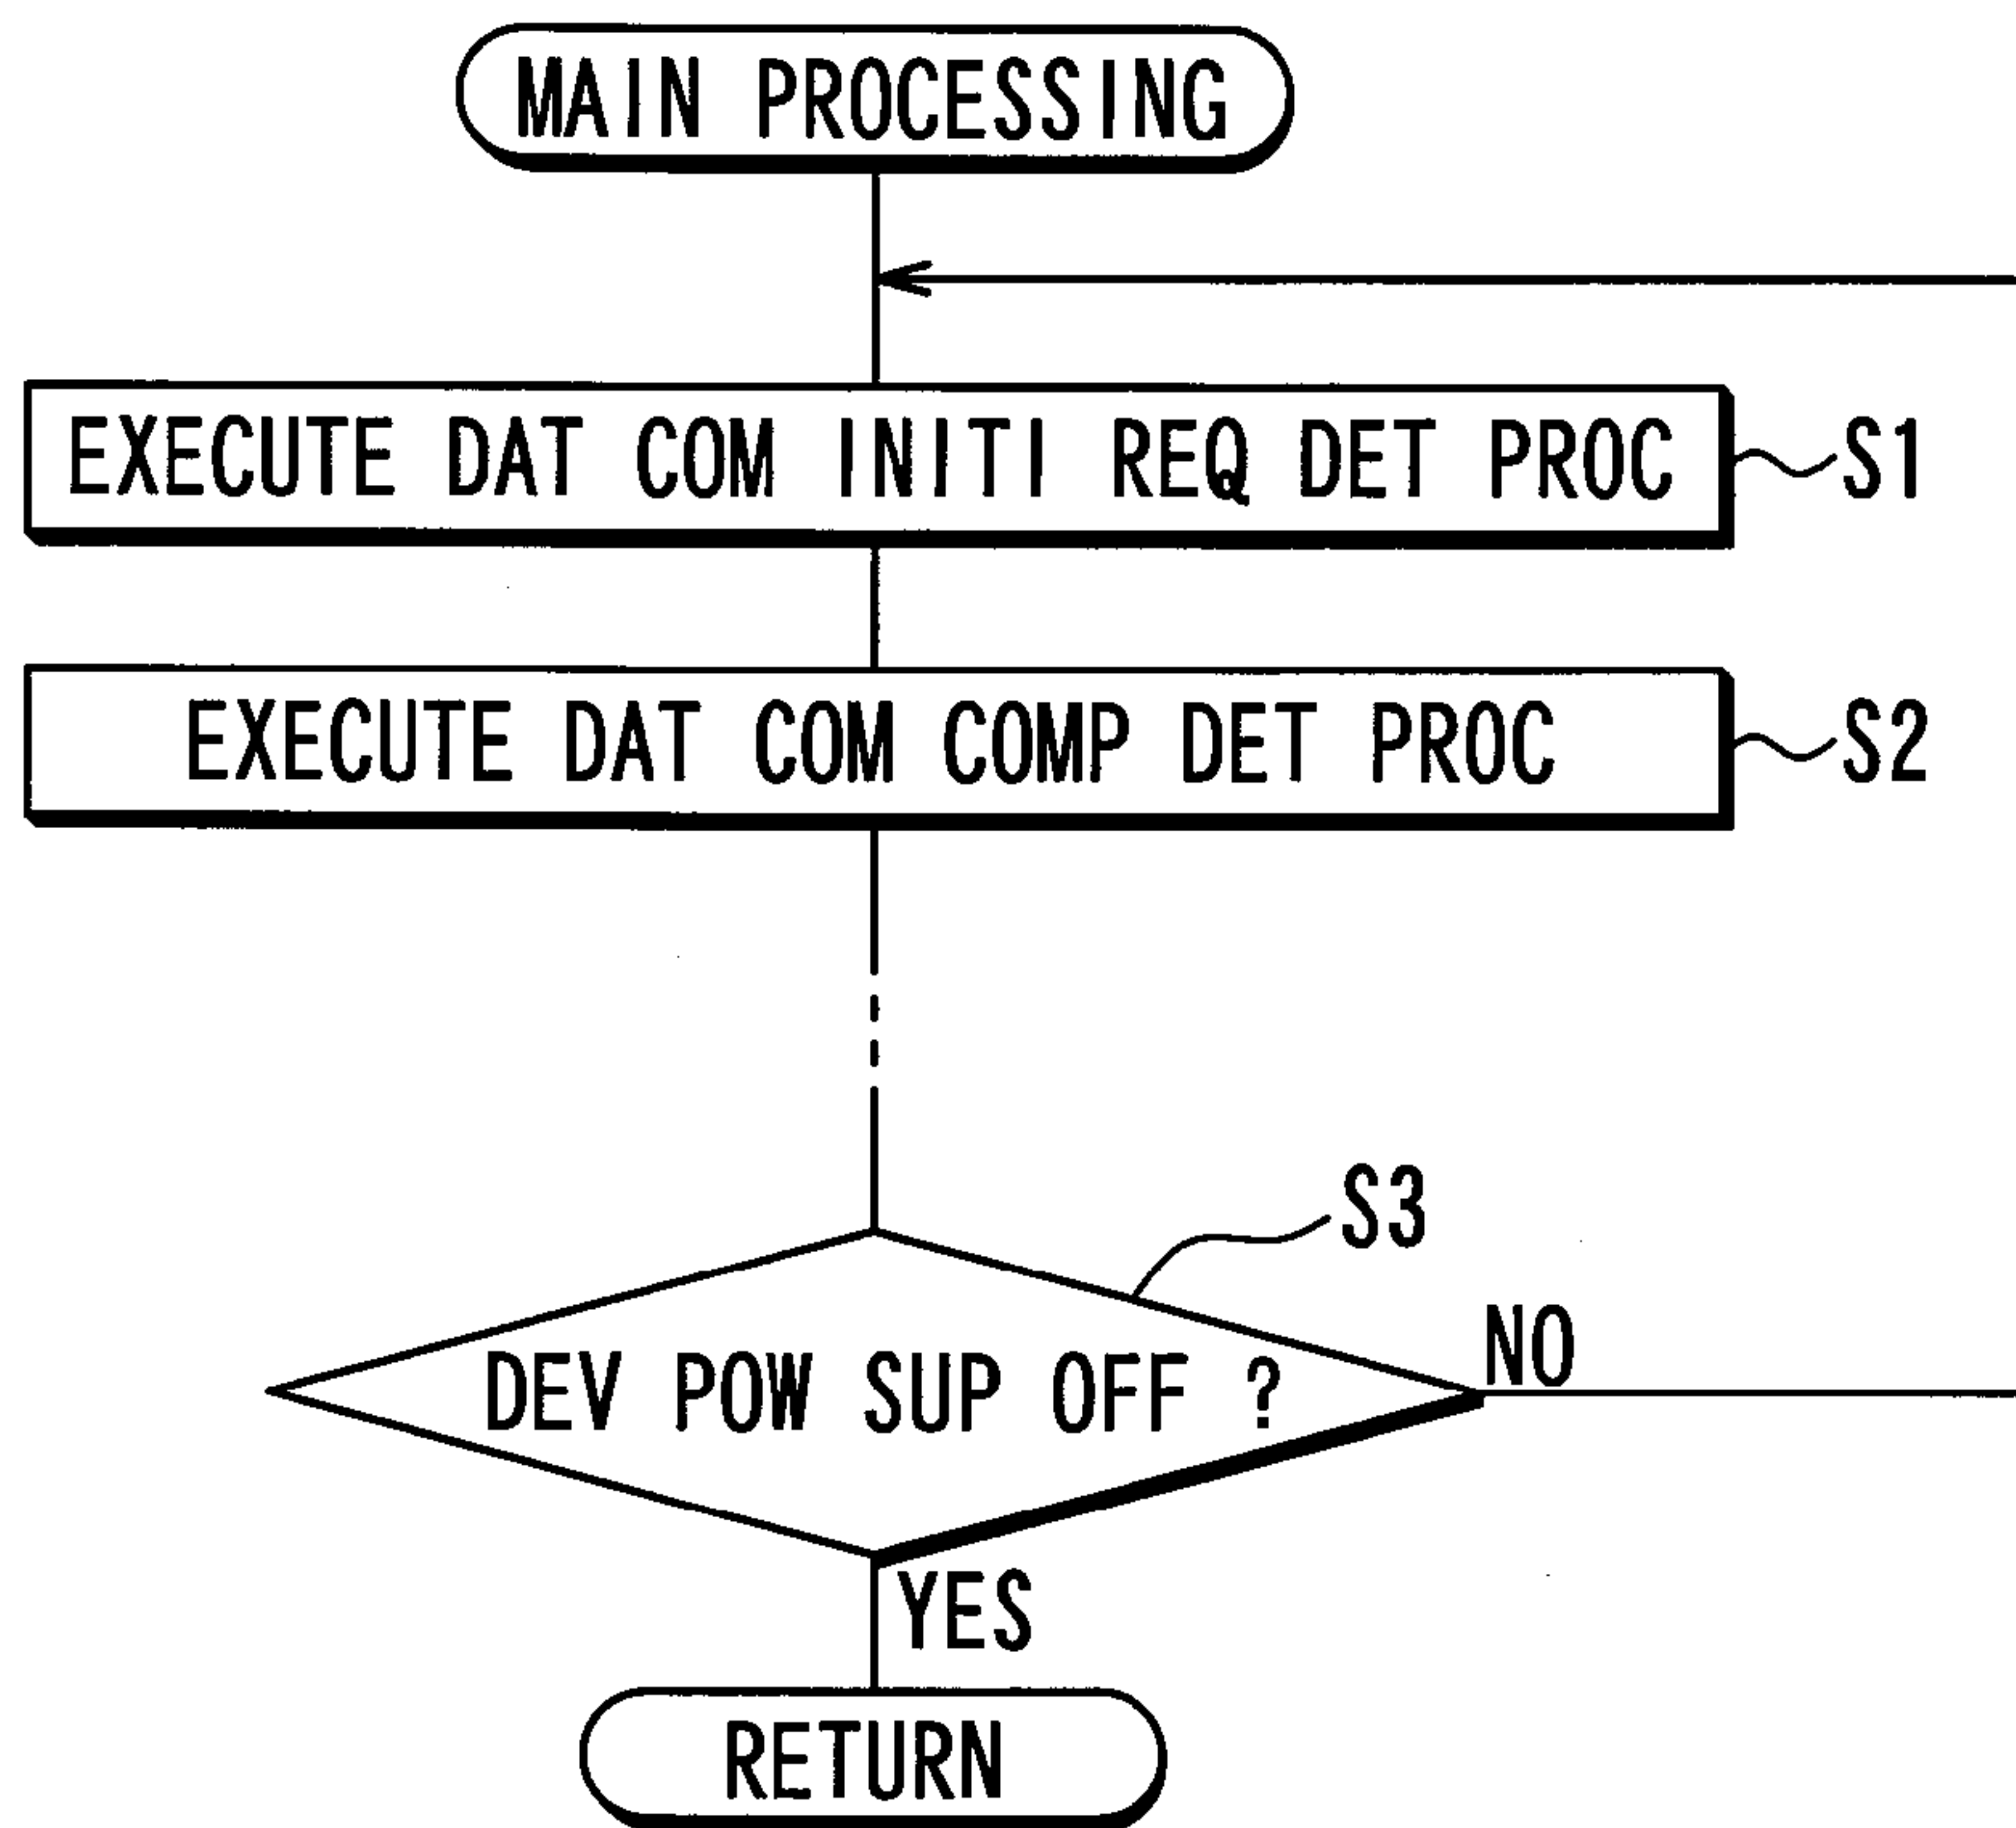 MAIN PROCESSING
EXECUTE DAT COM INITI REQ DET PROC
S1
EXECUTE DAT COM COMP DET PROC
S2
S3
DEV POW SUP OFF ?
NO
YES
RETURN